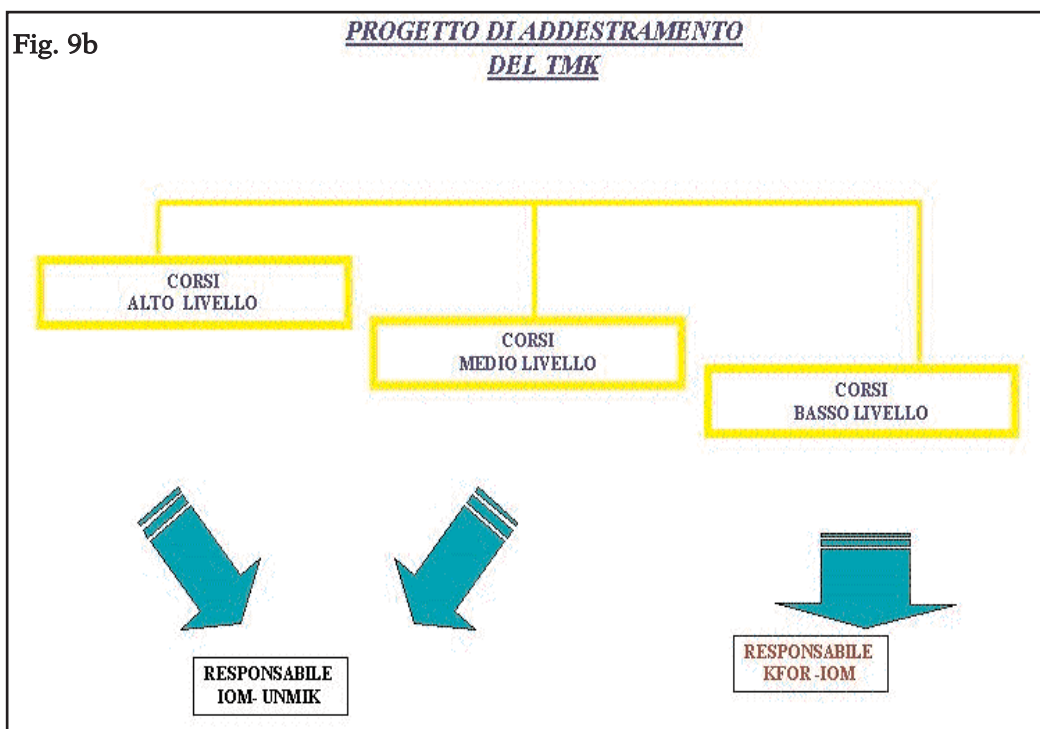 Fig. 9b
PROGETTO DI ADDESTRAMENTO
DEL TMK
CORSI
ALTO LIVELLO
CORSI
MEDIO LIVELLO
CORSI
BASSO LIVELLO
RESPONSABILE
IOM- UNMIK
RESPONSABILE
KFOR -IOM